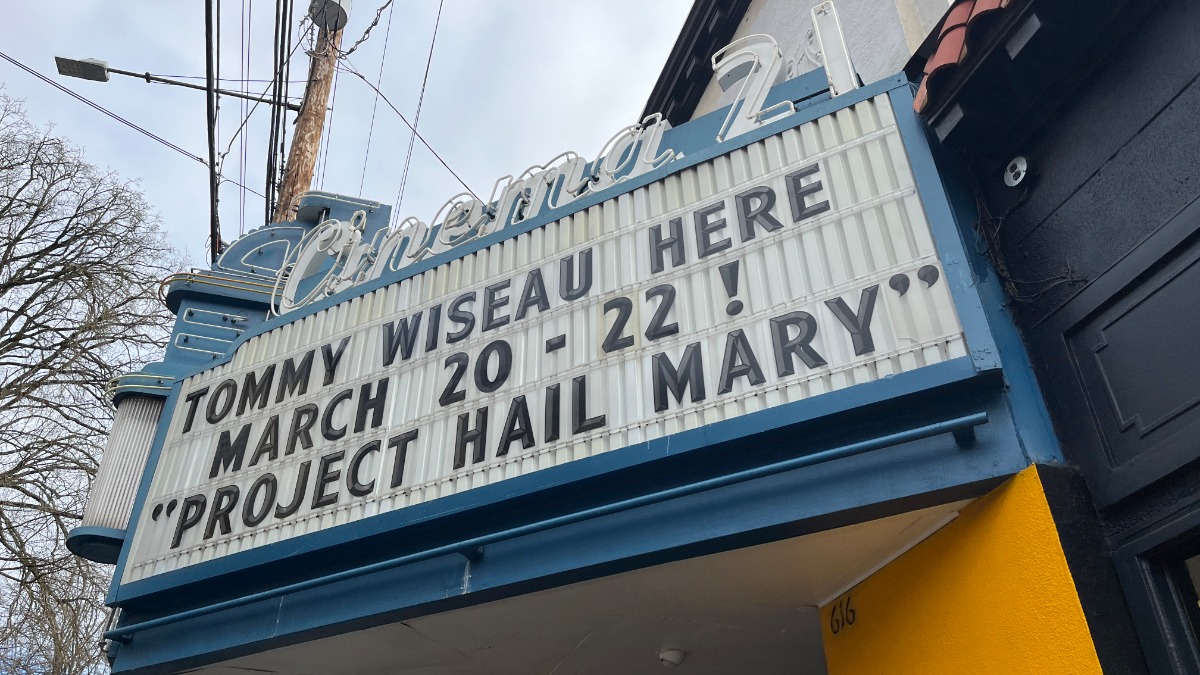 Cinema 21
TOMMY WISEAU HERE
MARCH 20 - 22 !
“PROJECT HAIL MARY”
616